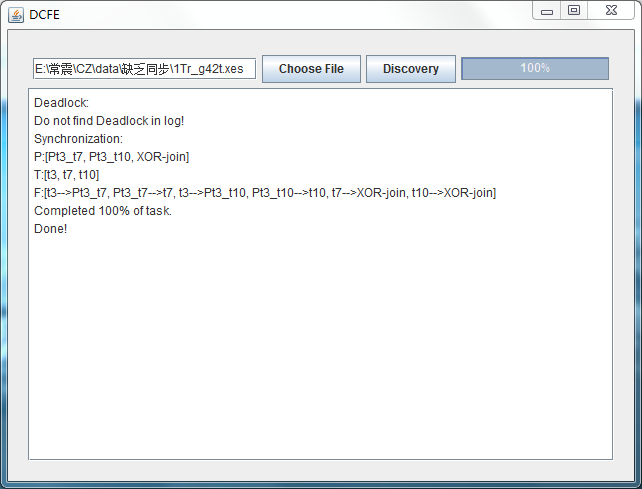 DCFE
E:\常震\CZ\data\缺乏同步\1Tr_g42t.xes
Choose File
Discovery
100%
Deadlock:
Do not find Deadlock in log!
Synchronization:
P:[Pt3_t7, Pt3_t10, XOR-join]
T:[t3, t7, t10]
F:[t3-->Pt3_t7, Pt3_t7-->t7, t3-->Pt3_t10, Pt3_t10-->t10, t7-->XOR-join, t10-->XOR-join]
Completed 100% of task.
Done!